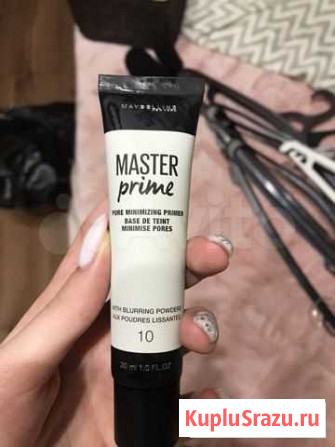 MAYBELLINE
MASTER
prime
PORE MINIMIZING PRIMER
BASE DE TEINT
MINIMISE PORES
WITH BLURRING POWDERS
AUX POUDRES LISSANTES
10
30 ml 1.0 FL.OZ
KupluSrazu.ru